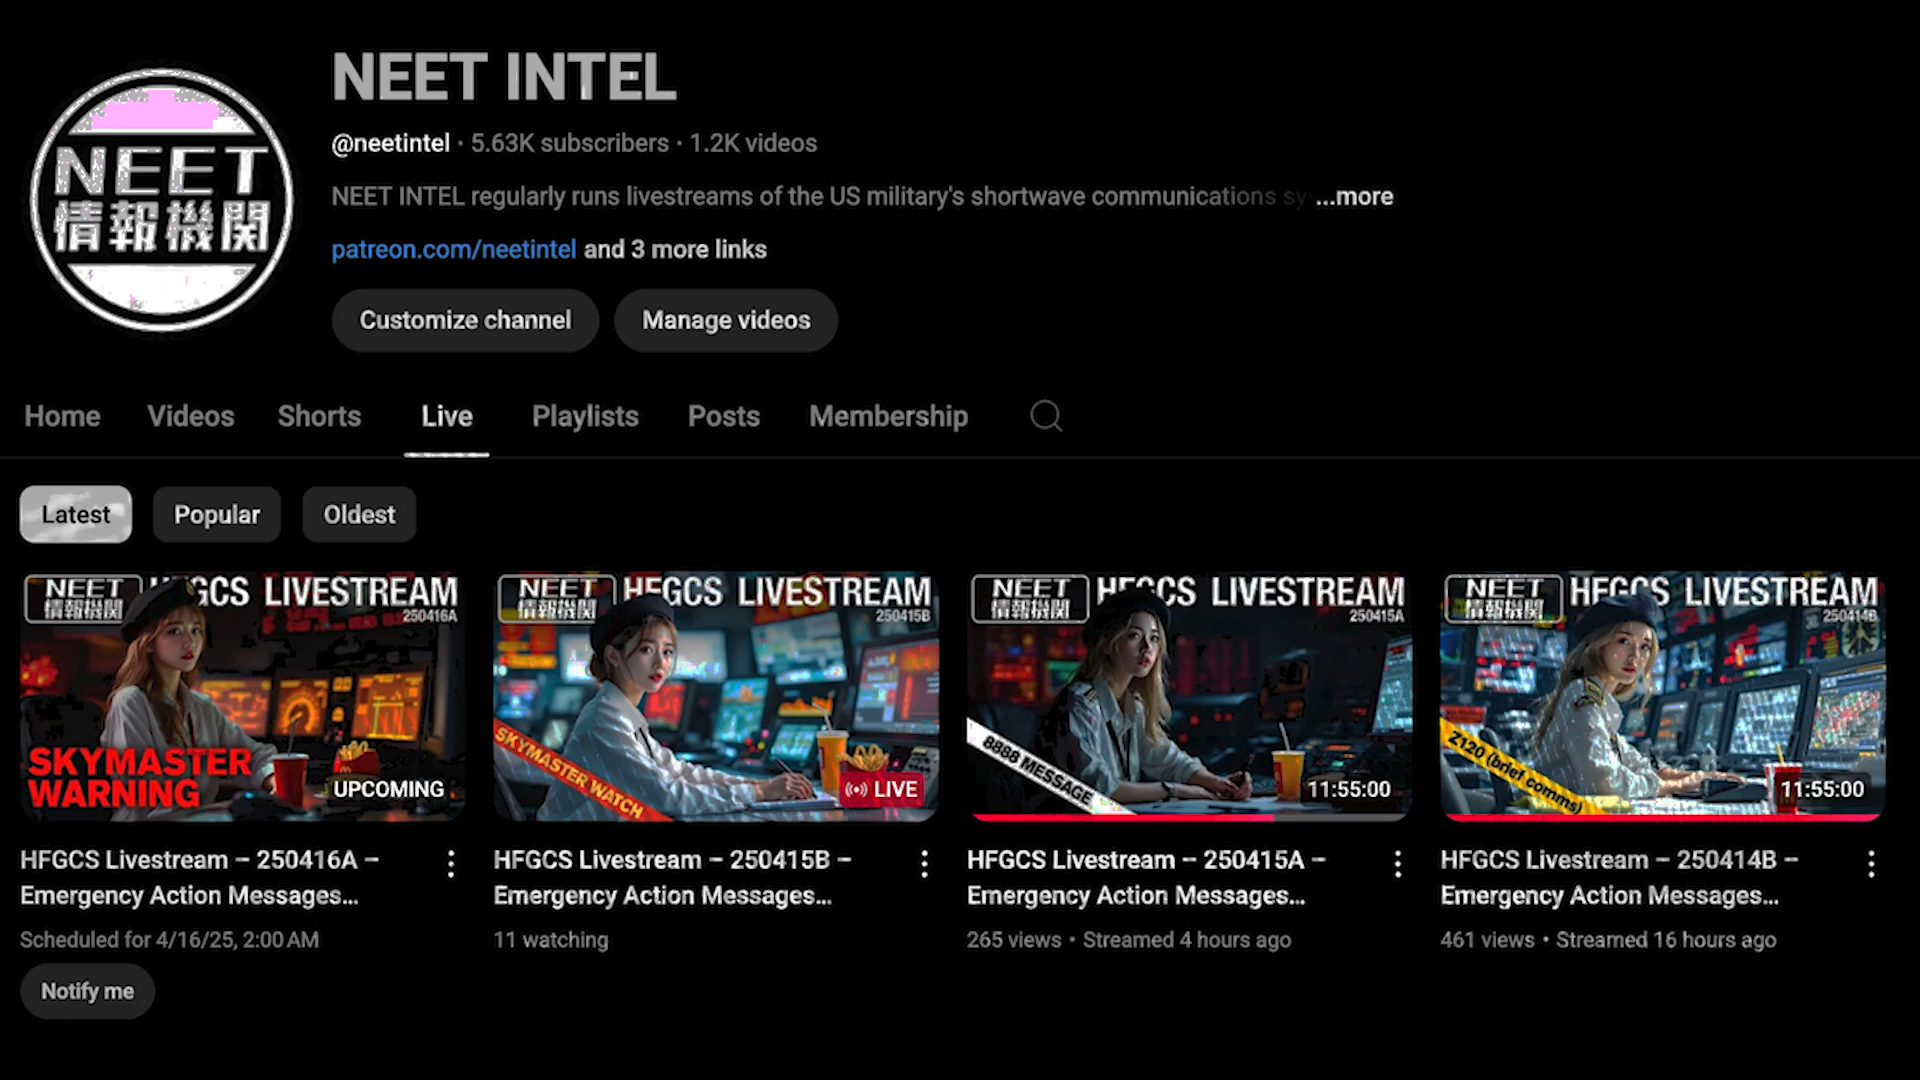 NEET INTEL
@neetintel · 5.63K subscribers · 1.2K videos
NEET INTEL regularly runs livestreams of the US military's shortwave communications sy ...more
patreon.com/neetintel and 3 more links
Customize channel Manage videos
NEET
情報機関
Home Videos Shorts Live Playlists Posts Membership
Latest Popular Oldest
NEET
情報機関
HFGCS LIVESTREAM
250416A
SKYMASTER
WARNING
UPCOMING
NEET
情報機関
HFGCS LIVESTREAM
250415B
SKYMASTER WATCH
LIVE
NEET
情報機関
HFGCS LIVESTREAM
250415A
8888 MESSAGE
11:55:00
NEET
情報機関
HFGCS LIVESTREAM
250414B
Z120 (brief comms)
11:55:00
HFGCS Livestream – 250416A –
Emergency Action Messages...
Scheduled for 4/16/25, 2:00 AM
Notify me
HFGCS Livestream – 250415B –
Emergency Action Messages...
11 watching
HFGCS Livestream – 250415A –
Emergency Action Messages...
265 views • Streamed 4 hours ago
HFGCS Livestream – 250414B –
Emergency Action Messages...
461 views • Streamed 16 hours ago